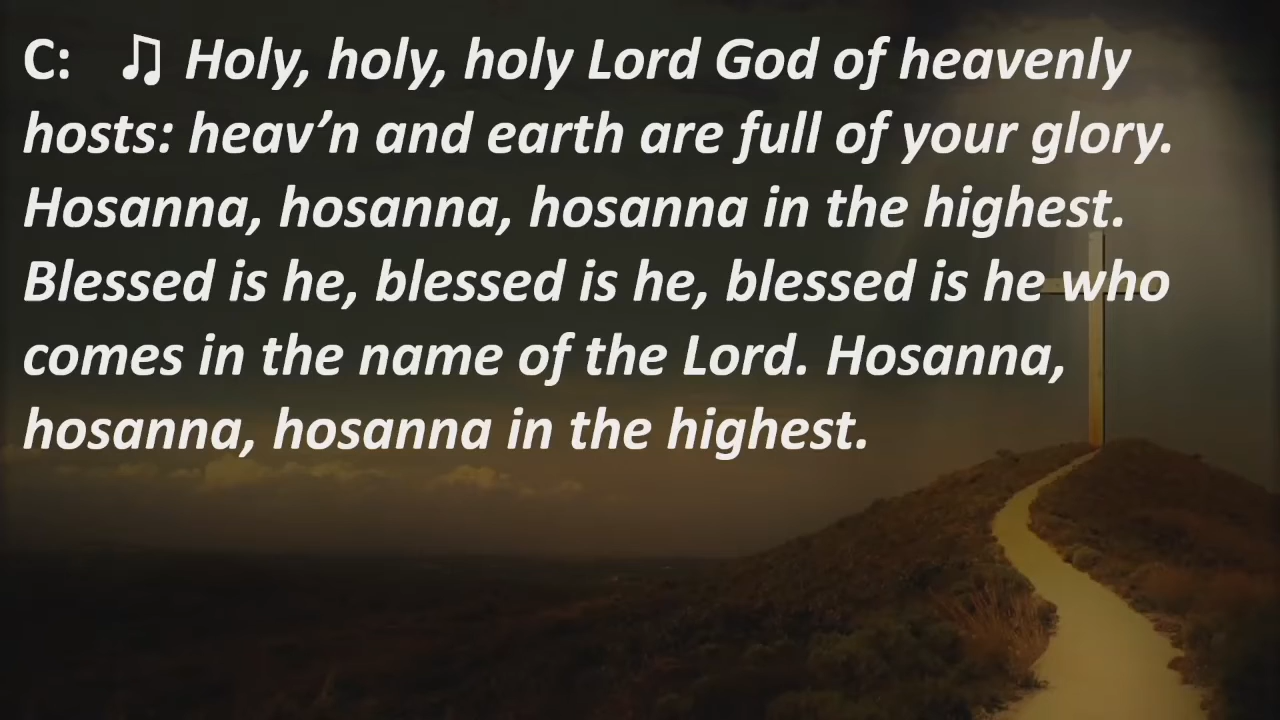 C: ♫ Holy, holy, holy Lord God of heavenly
hosts: heav’n and earth are full of your glory.
Hosanna, hosanna, hosanna in the highest.
Blessed is he, blessed is he, blessed is he who
comes in the name of the Lord. Hosanna,
hosanna, hosanna in the highest.